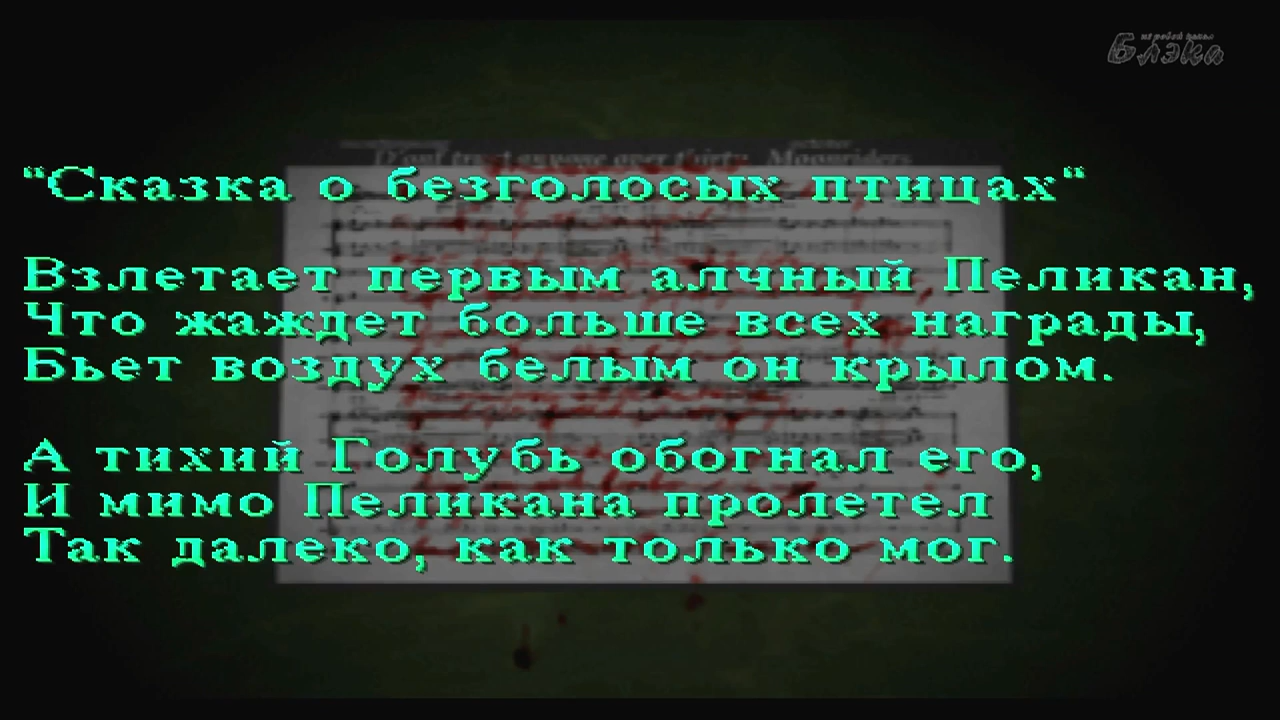 Блэка
"Сказка о безголосых птицах"
Взлетает первым алчный Пеликан,
Что жаждет больше всех награды,
Бьет воздух белым он крылом.
А тихий Голубь обогнал его,
И мимо Пеликана пролетел
Так далеко, как только мог.